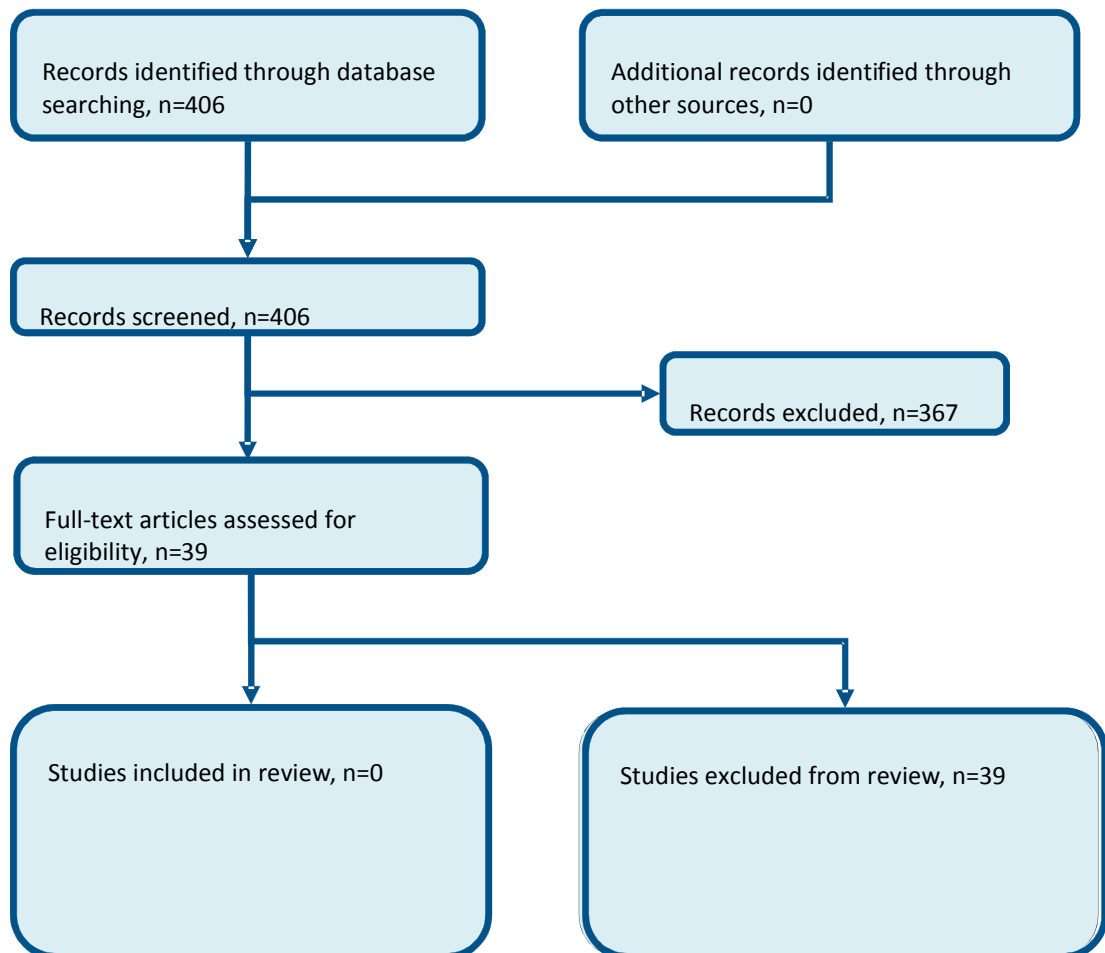 Records identified through database
searching, n=406
Additional records identified through
other sources, n=0
Records screened, n=406
Records excluded, n=367
Full-text articles assessed for
eligibility, n=39
Studies included in review, n=0
Studies excluded from review, n=39